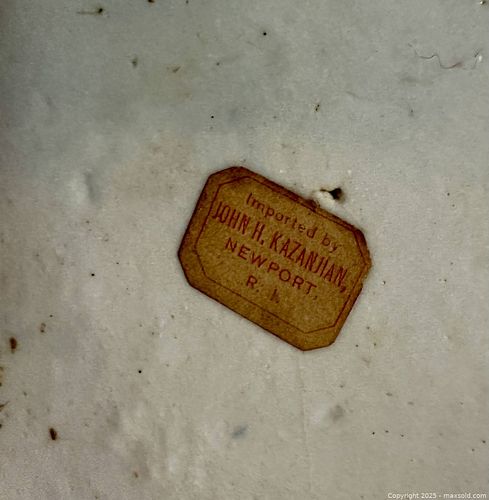 Imported by
JOHN H. KAZANJIAN,
NEWPORT,
R. I.
Copyright 2025 - maxsold.com